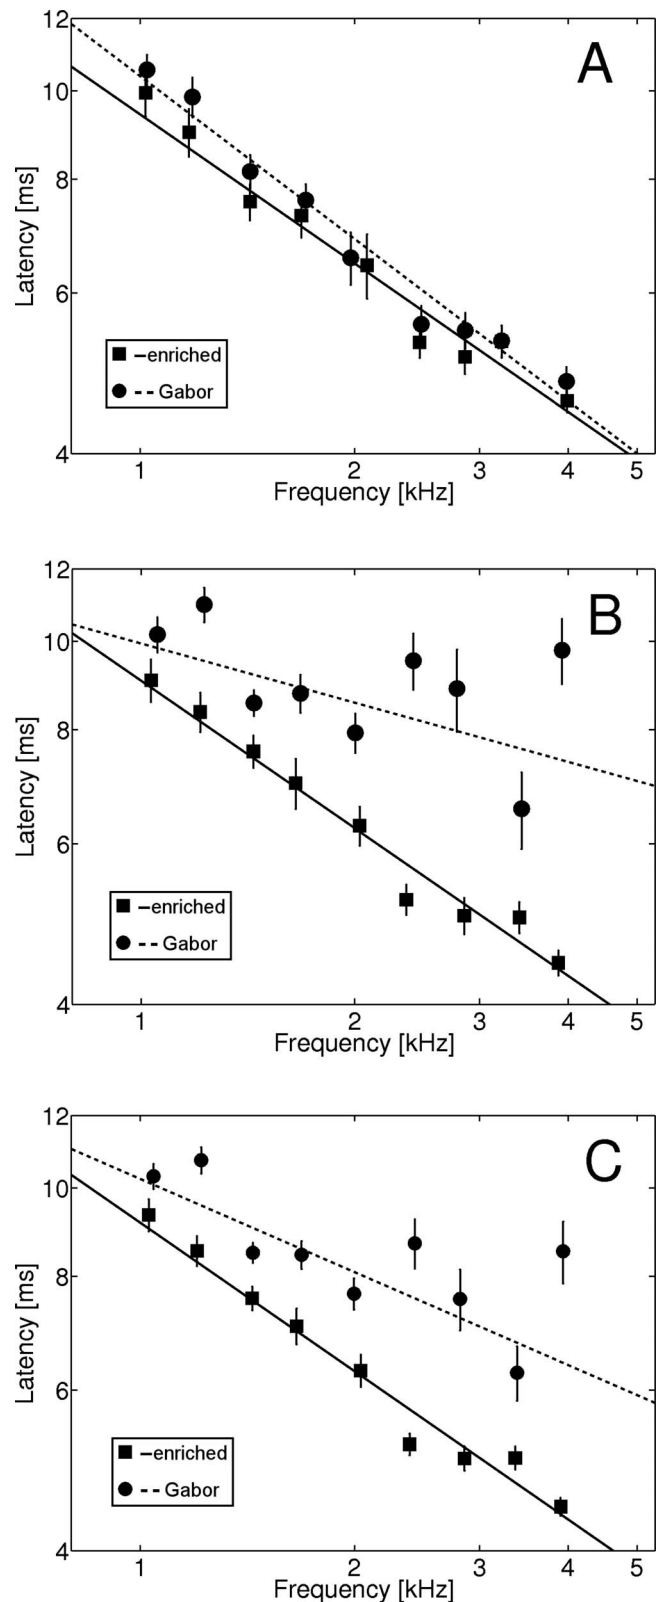 12
A
10
8
Latency [ms]
6
–enriched
-- Gabor
4
1 2 3 4 5
Frequency [kHz]
12
B
10
8
Latency [ms]
6
–enriched
-- Gabor
4
1 2 3 4 5
Frequency [kHz]
12
C
10
8
Latency [ms]
6
–enriched
-- Gabor
4
1 2 3 4 5
Frequency [kHz]